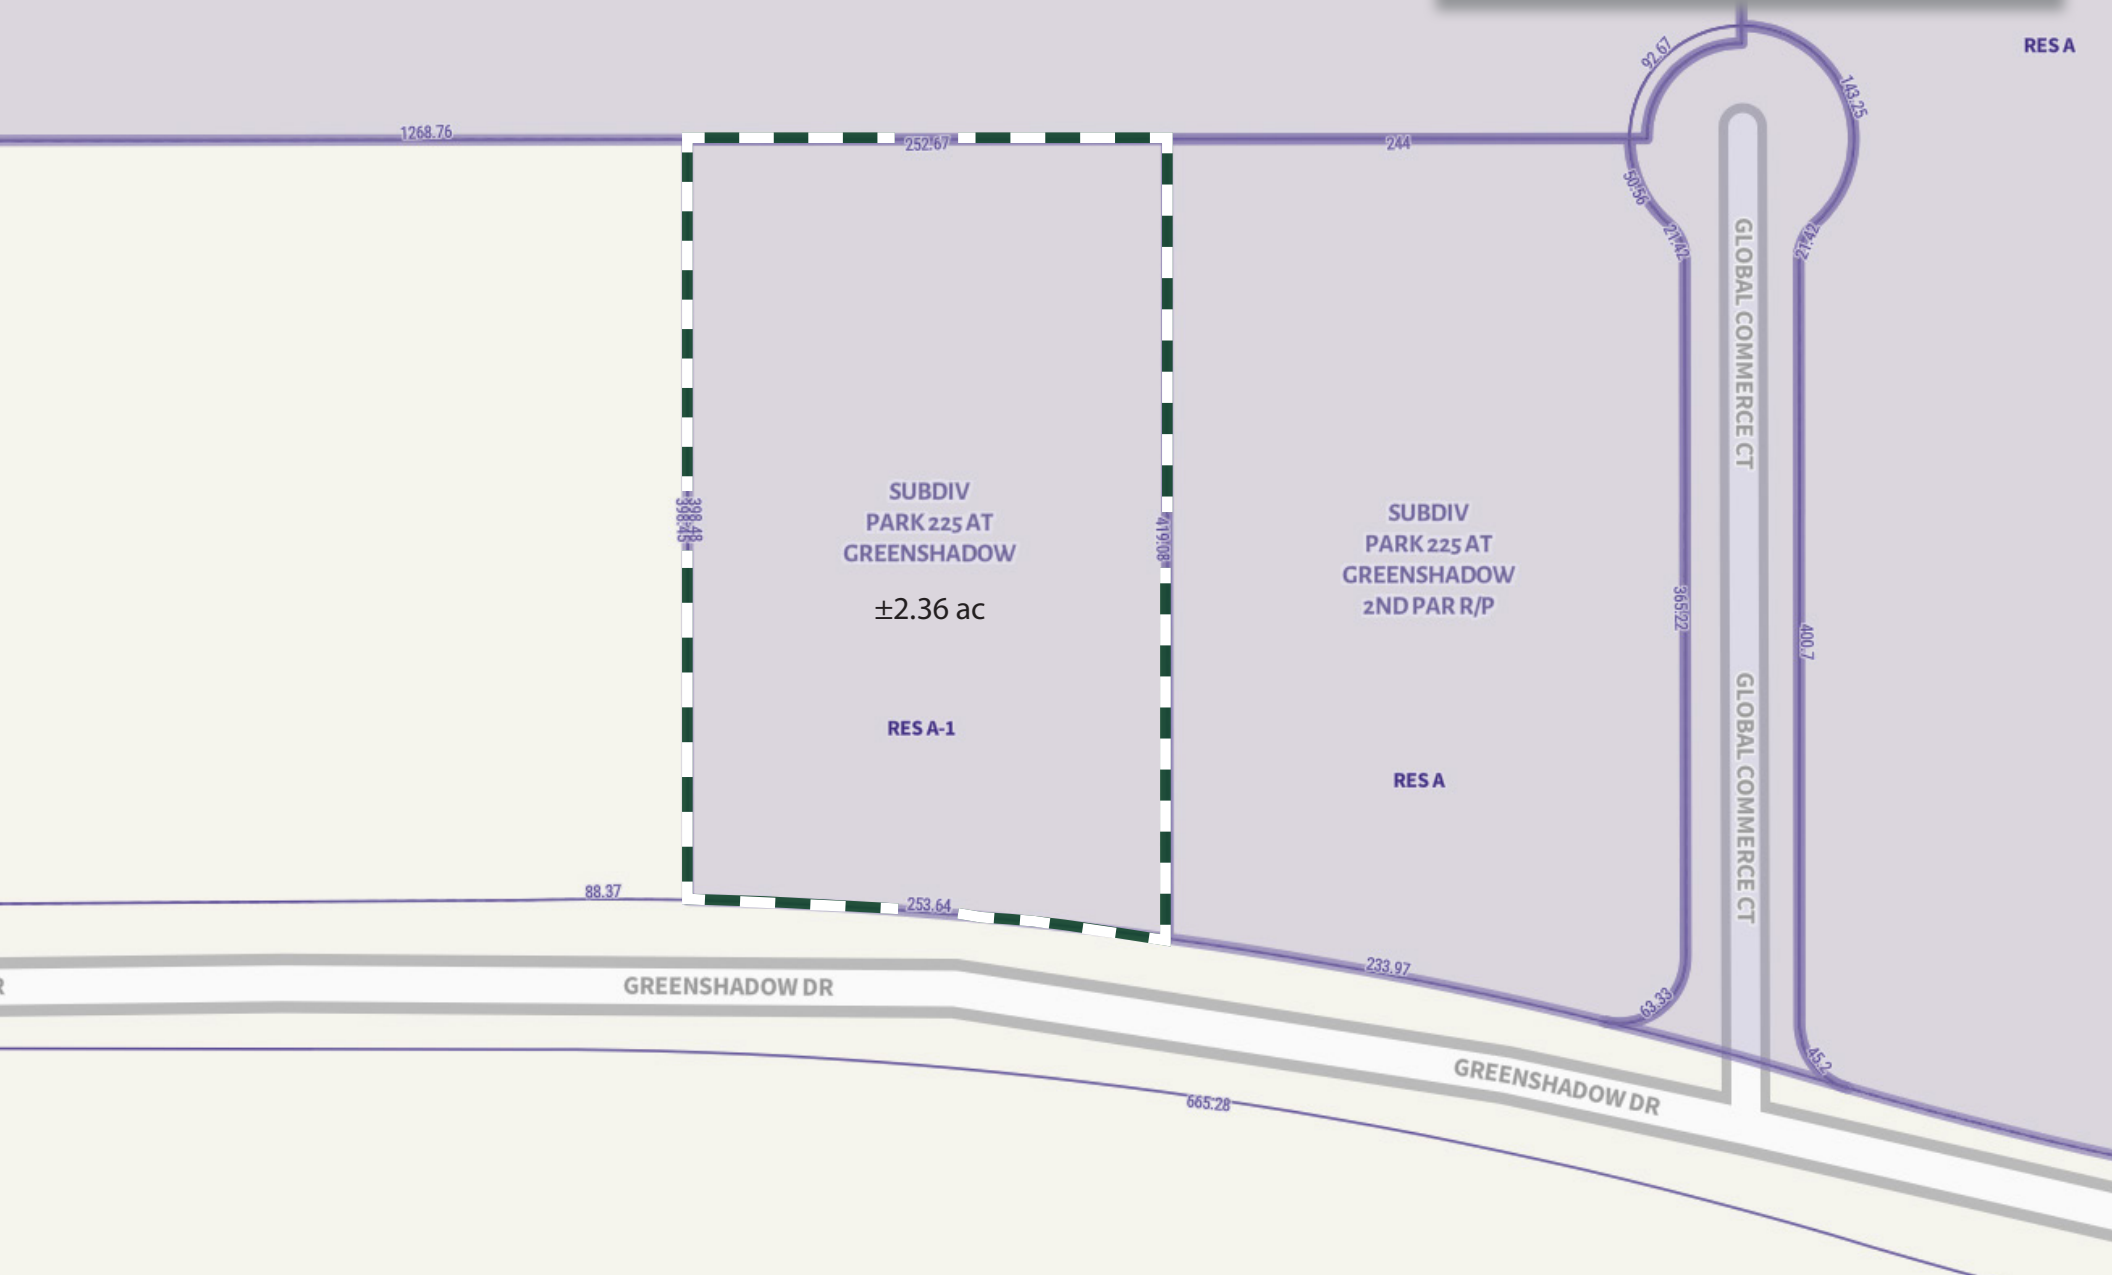 RES A
92.67
143.25
1268.76
252.67
244
50.56
21.42
21.42
GLOBAL COMMERCE CT
SUBDIV
PARK 225 AT
GREENSHADOW
±2.36 ac
RES A-1
398.45
398.48
419.08
SUBDIV
PARK 225 AT
GREENSHADOW
2ND PAR R/P
RES A
365.22
400.7
GLOBAL COMMERCE CT
88.37
253.64
233.97
63.33
45.2
R
GREENSHADOW DR
GREENSHADOW DR
665.28